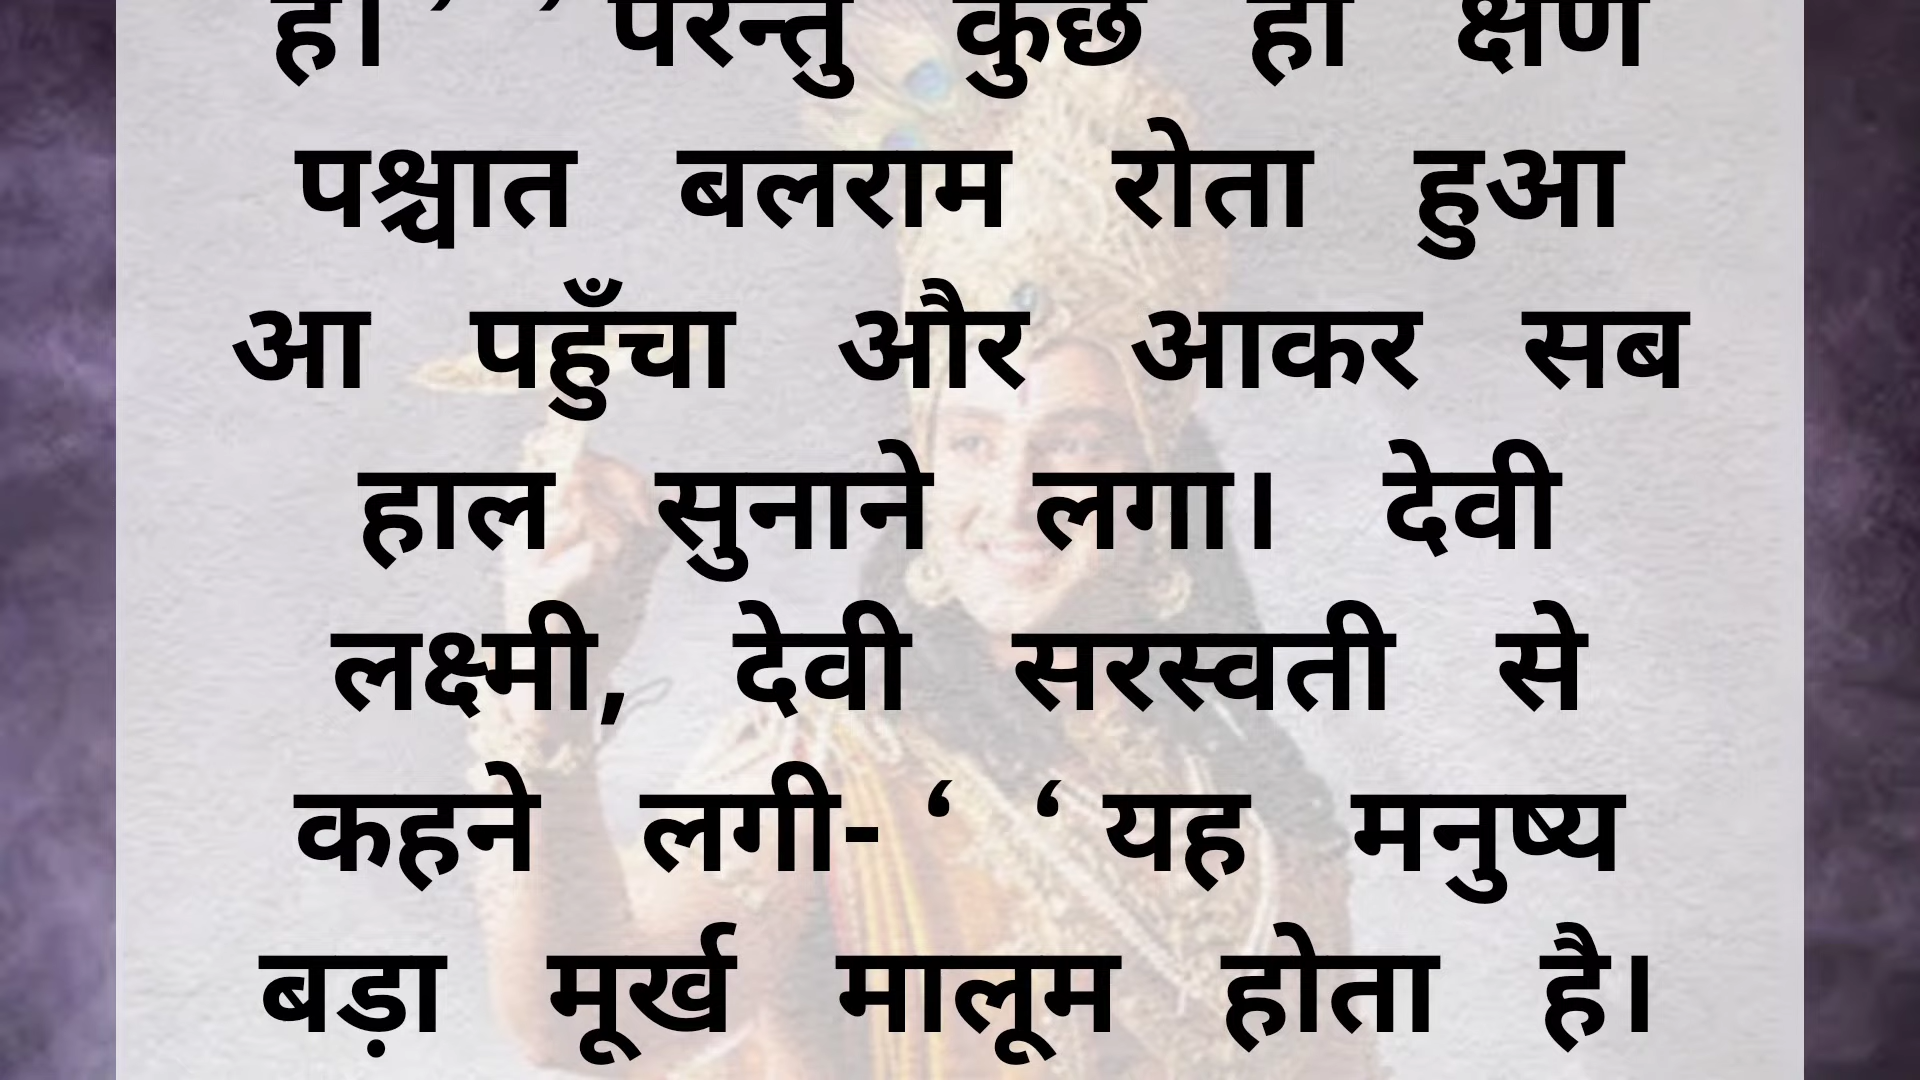 है। ’ ’ परन्तु कुछ ही क्षण
पश्चात बलराम रोता हुआ
आ पहुँचा और आकर सब
हाल सुनाने लगा। देवी
लक्ष्मी, देवी सरस्वती से
कहने लगी- ‘ ‘ यह मनुष्य
बड़ा मूर्ख मालूम होता है।